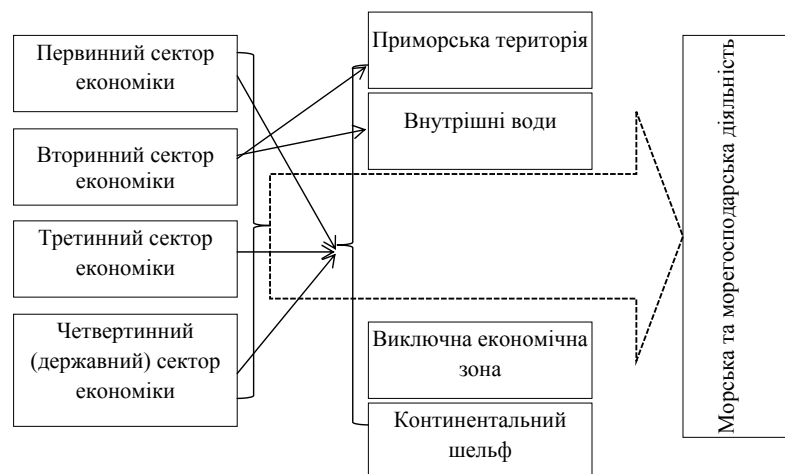 Первинний сектор
економіки
Вторинний сектор
економіки
Третинний сектор
економіки
Четвертинний
(державний) сектор
економіки
Приморська територія
Внутрішні води
Виключна економічна
зона
Континентальний
шельф
Морська та морегосподарська діяльність